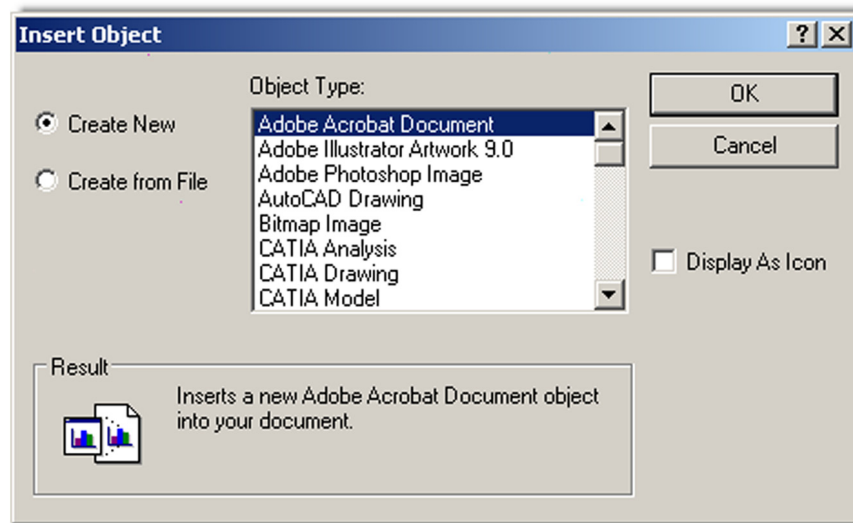 Insert Object
Object Type:
Create New
Create from File
Adobe Acrobat Document
Adobe Illustrator Artwork 9.0
Adobe Photoshop Image
AutoCAD Drawing
Bitmap Image
CATIA Analysis
CATIA Drawing
CATIA Model
OK
Cancel
Display As Icon
Result
Inserts a new Adobe Acrobat Document object
into your document.